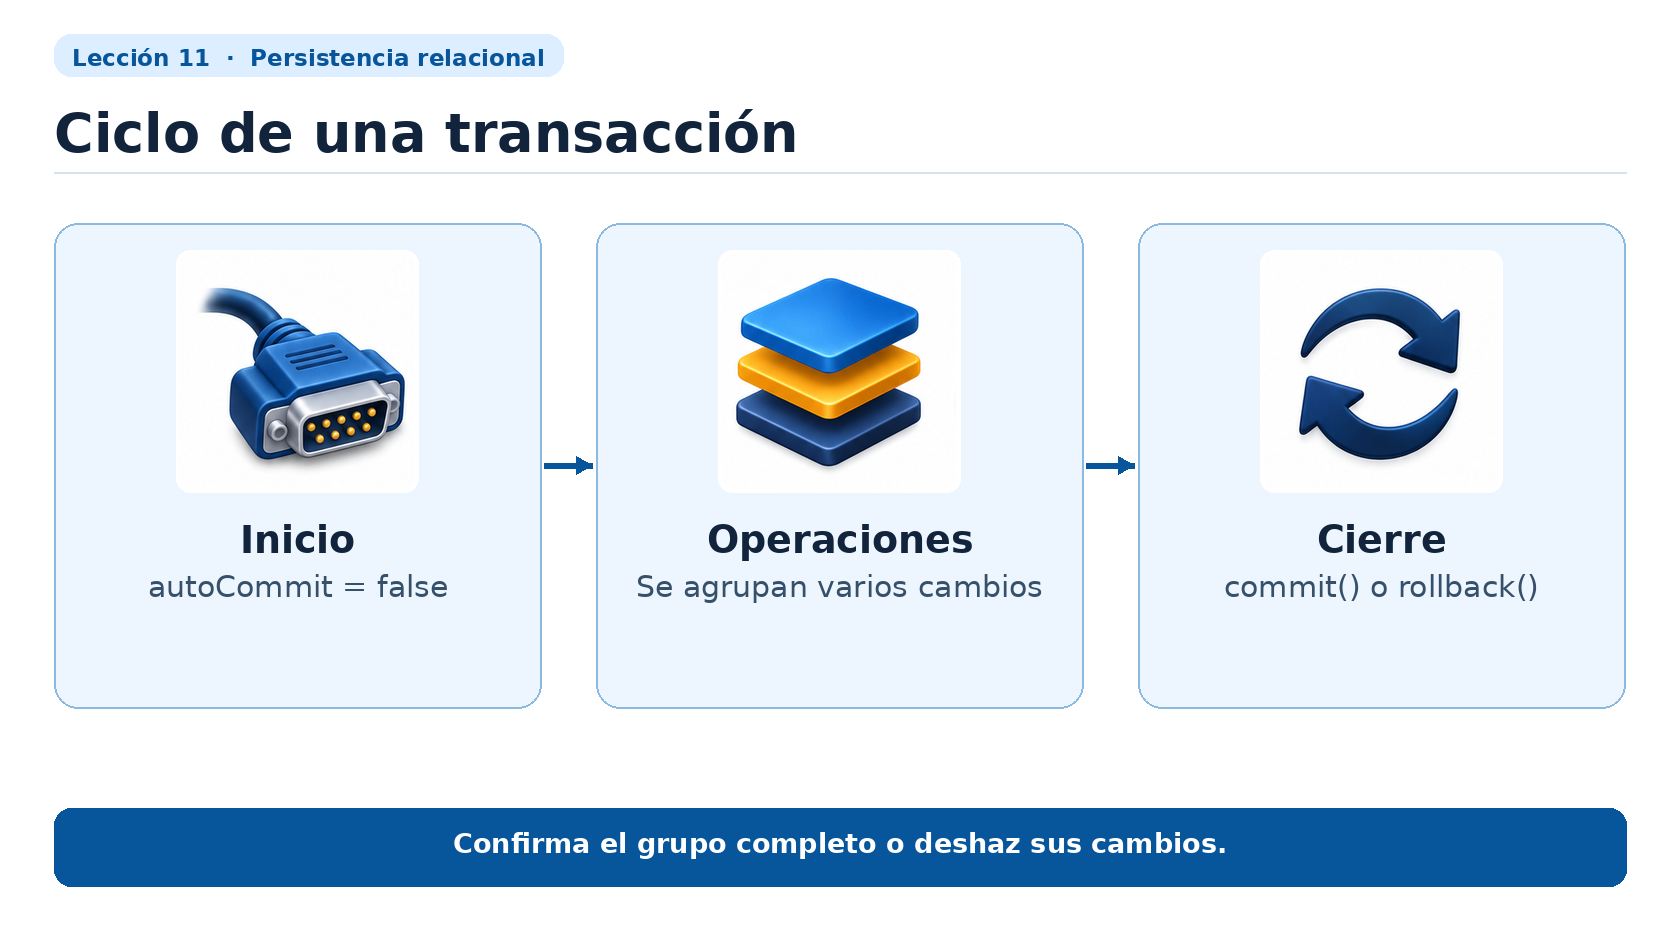 Lección 11 · Persistencia relacional
Ciclo de una transacción
Inicio
autoCommit = false
Operaciones
Se agrupan varios cambios
Cierre
commit() o rollback()
Confirma el grupo completo o deshaz sus cambios.